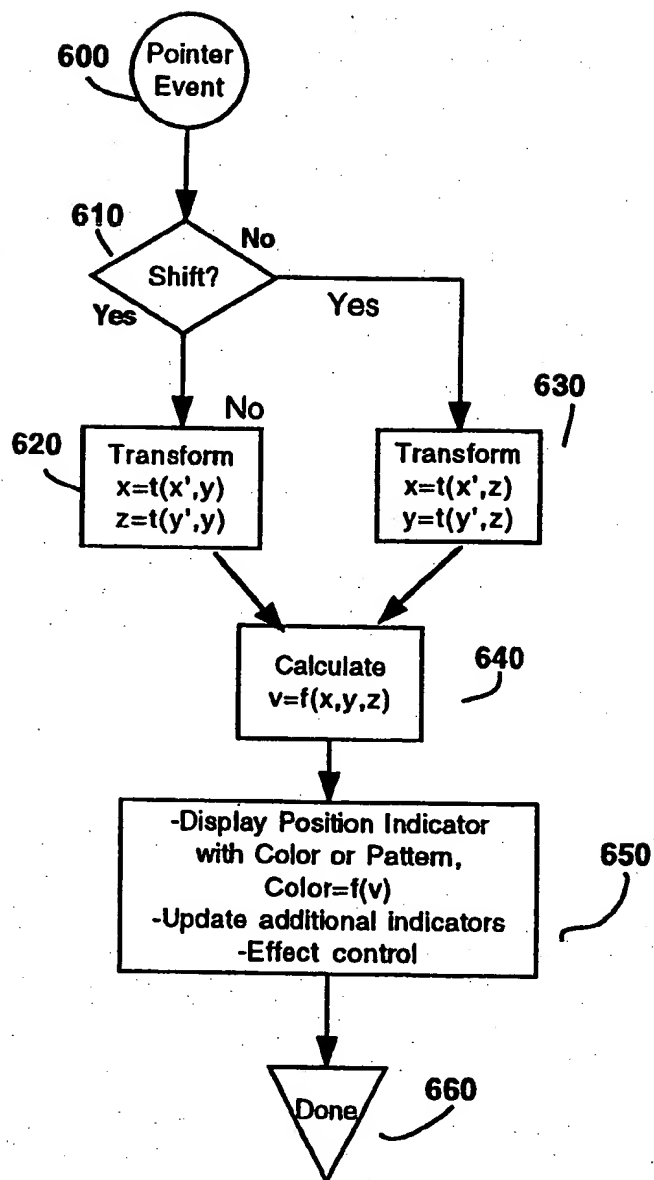 600
Pointer
Event
610
No
Shift?
Yes
Yes
No
630
620
Transform
x=t(x',y)
z=t(y',y)
Transform
x=t(x',z)
y=t(y',z)
Calculate
v=f(x,y,z)
640
-Display Position Indicator
with Color or Pattern,
Color=f(v)
-Update additional indicators
-Effect control
650
Done
660